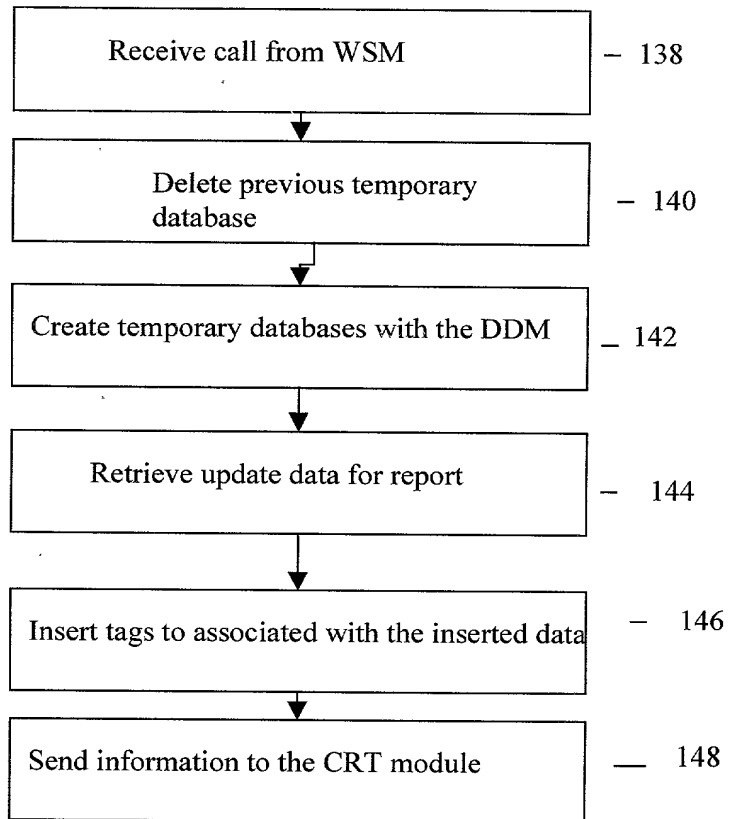 Receive call from WSM – 138
Delete previous temporary – 140
database
Create temporary databases with the DDM – 142
Retrieve update data for report – 144
Insert tags to associated with the inserted data – 146
Send information to the CRT module — 148